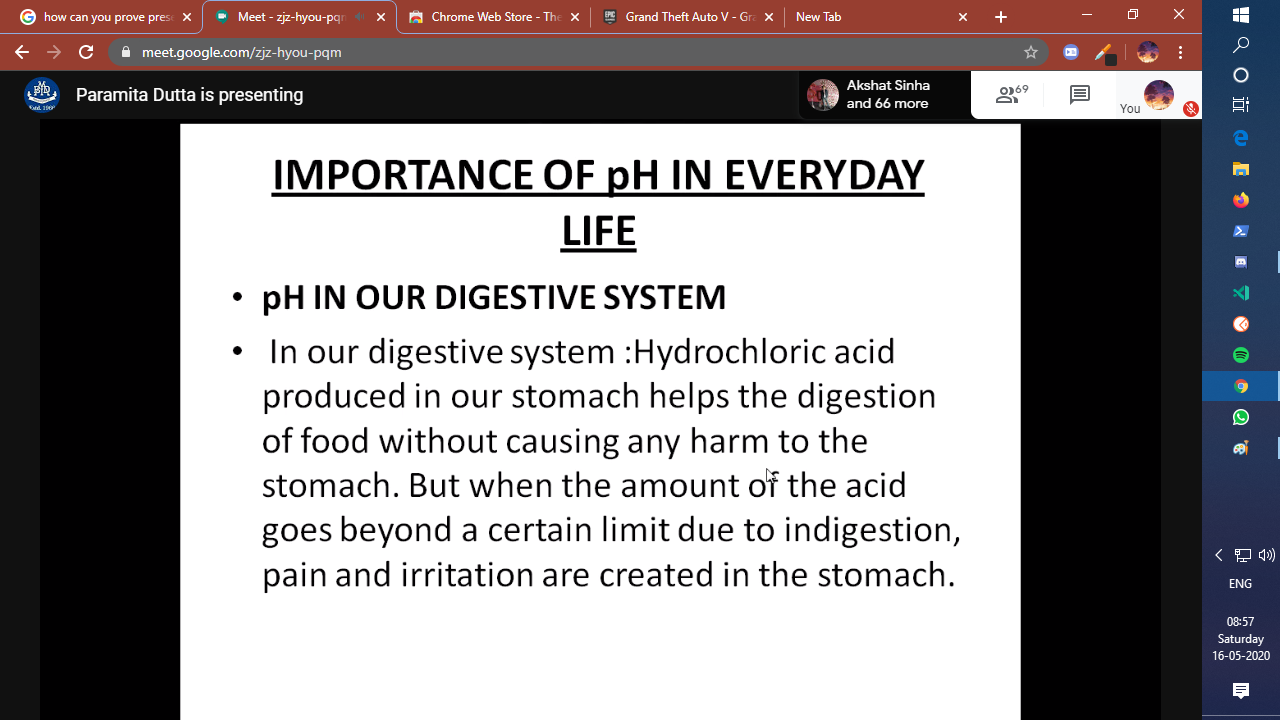 how can you prove pres
Meet - zjz-hyou-pqm
Chrome Web Store - The
Grand Theft Auto V - Gra
New Tab
meet.google.com/zjz-hyou-pqm
Paramita Dutta is presenting
Akshat Sinha
and 66 more
69
You
IMPORTANCE OF pH IN EVERYDAY
LIFE
• pH IN OUR DIGESTIVE SYSTEM
• In our digestive system :Hydrochloric acid
produced in our stomach helps the digestion
of food without causing any harm to the
stomach. But when the amount of the acid
goes beyond a certain limit due to indigestion,
pain and irritation are created in the stomach.
ENG
08:57
Saturday
16-05-2020